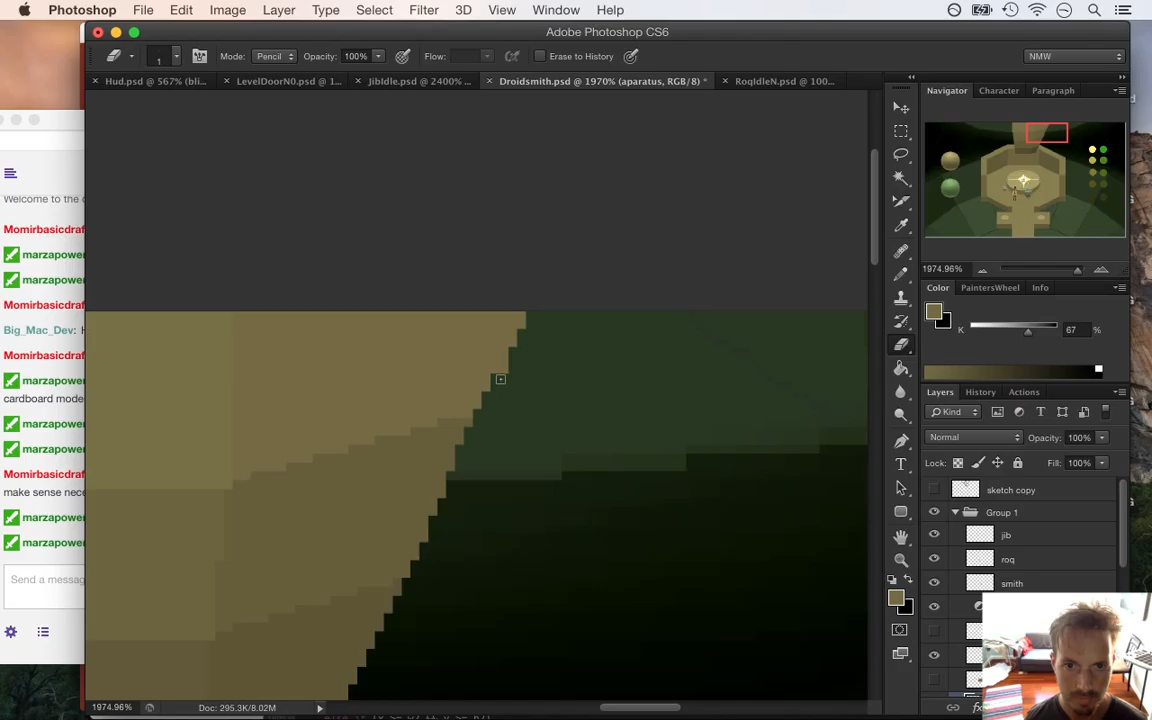 Photoshop File Edit Image Layer Type Select Filter 3D View Window Help
Adobe Photoshop CS6
1 Mode: Pencil Opacity: 100% Flow: Erase to History NMW
Hud.psd @ 567% (bli... LevelDoorN0.psd @ 1... JibIdle.psd @ 2400% ... Droidsmith.psd @ 1970% (aparatus, RGB/8) * RoqIdleN.psd @ 100...
Navigator Character Paragraph
1974.96%
Color PaintersWheel Info
K 67 %
Layers History Actions
Kind
Normal Opacity: 100%
Lock: Fill: 100%
sketch copy
Group 1
jib
roq
smith
Welcome to the c
Momirbasicdraf
marzapower
marzapower
Momirbasicdraf
Big_Mac_Dev: H
Momirbasicdraf
marzapower
cardboard mode
marzapower
marzapower
Momirbasicdraf
make sense nece
marzapower
marzapower
Send a messag
1974.96% Doc: 295.3K/8.02M